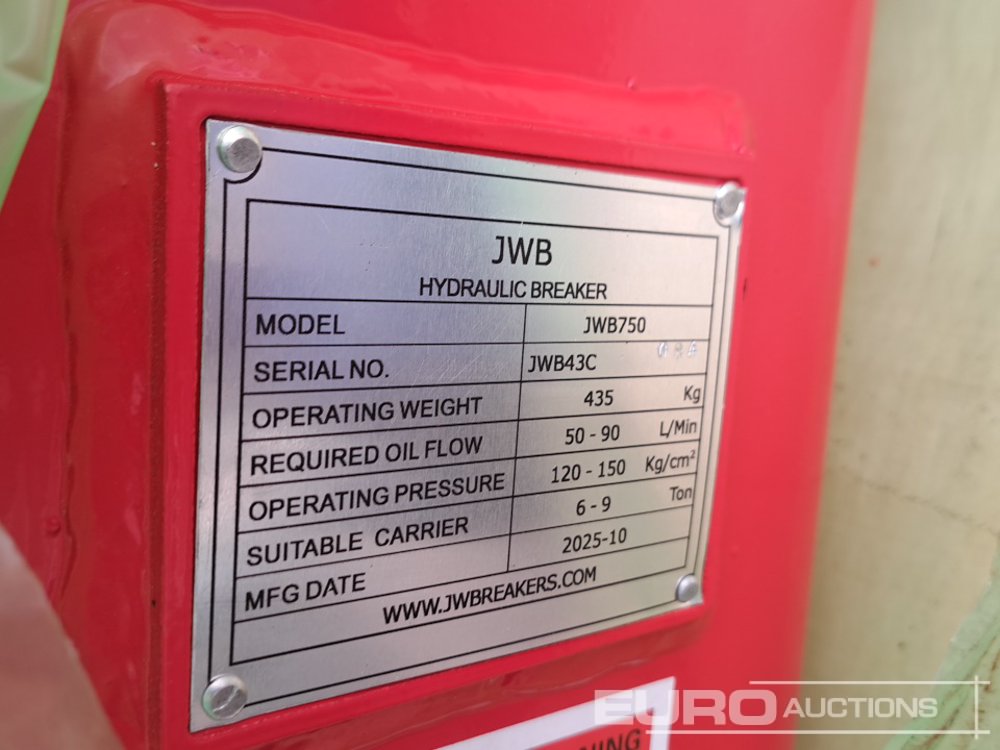 JWB
HYDRAULIC BREAKER
MODEL JWB750
SERIAL NO. JWB43C
OPERATING WEIGHT 435 Kg
REQUIRED OIL FLOW 50 - 90 L/Min
OPERATING PRESSURE 120 - 150 Kg/cm²
SUITABLE CARRIER 6 - 9 Ton
MFG DATE 2025-10
WWW.JWBREAKERS.COM
EURO AUCTIONS